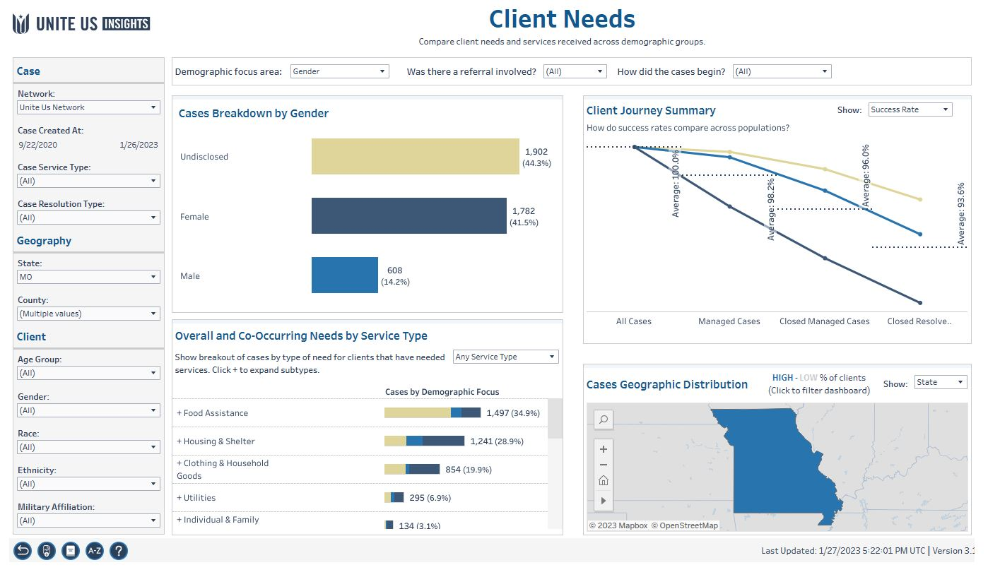 UNITE US INSIGHTS
Client Needs
Compare client needs and services received across demographic groups.
Case
Network:
Unite Us Network
Case Created At:
9/22/2020 1/26/2023
Case Service Type:
(All)
Case Resolution Type:
(All)
Geography
State:
MO
County:
(Multiple values)
Client
Age Group:
(All)
Gender:
(All)
Race:
(All)
Ethnicity:
(All)
Military Affiliation:
(All)
Demographic focus area: Gender Was there a referral involved? (All) How did the cases begin? (All)
Cases Breakdown by Gender
Undisclosed 1,902
(44.3%)
Female 1,782
(41.5%)
Male 608
(14.2%)
Overall and Co-Occurring Needs by Service Type
Show breakout of cases by type of need for clients that have needed
services. Click + to expand subtypes.
Any Service Type
Cases by Demographic Focus
+ Food Assistance 1,497 (34.9%)
+ Housing & Shelter 1,241 (28.9%)
+ Clothing & Household
Goods 854 (19.9%)
+ Utilities 295 (6.9%)
+ Individual & Family 134 (3.1%)
Client Journey Summary Show: Success Rate
How do success rates compare across populations?
Average: 100.0%
Average: 98.2%
Average: 96.0%
Average: 93.6%
All Cases Managed Cases Closed Managed Cases Closed Resolve..
Cases Geographic Distribution
HIGH - LOW % of clients
(Click to filter dashboard)
Show: State
© 2023 Mapbox © OpenStreetMap
A-Z ?
Last Updated: 1/27/2023 5:22:01 PM UTC | Version 3.1